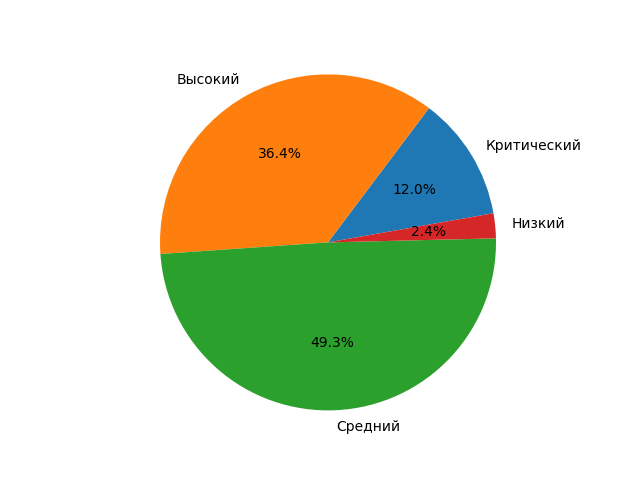 Высокий
Критический
36.4%
12.0%
Низкий
2.4%
49.3%
Средний